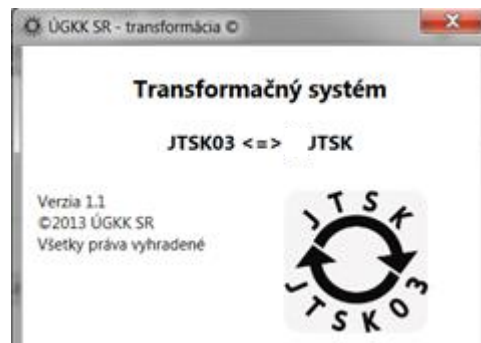 ÚGKK SR - transformácia ©
Transformačný systém
JTSK03 <=> JTSK
Verzia 1.1
©2013 ÚGKK SR
Všetky práva vyhradené
JTSK
JTSK03